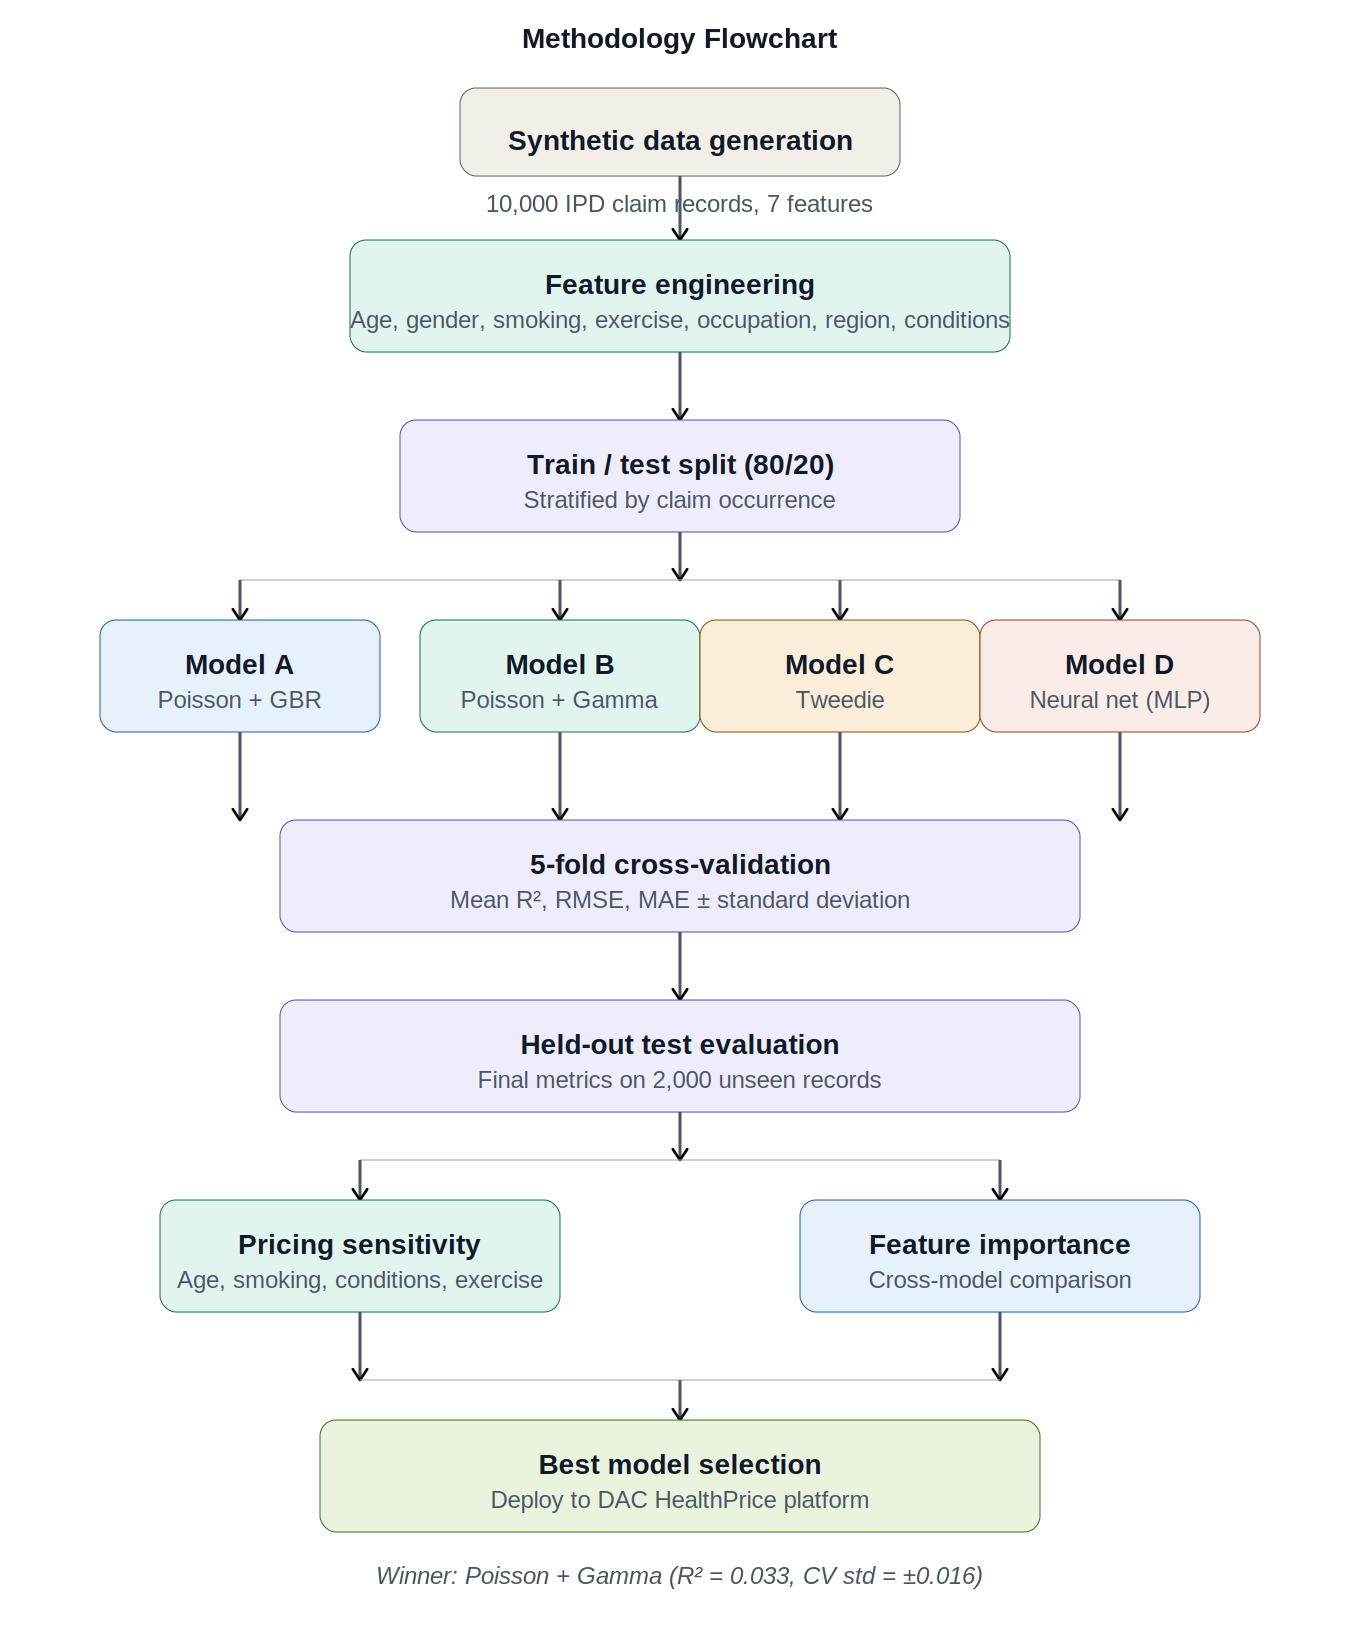 Methodology Flowchart
Synthetic data generation
10,000 IPD claim records, 7 features
Feature engineering
Age, gender, smoking, exercise, occupation, region, conditions
Train / test split (80/20)
Stratified by claim occurrence
Model A
Poisson + GBR
Model B
Poisson + Gamma
Model C
Tweedie
Model D
Neural net (MLP)
5-fold cross-validation
Mean R², RMSE, MAE ± standard deviation
Held-out test evaluation
Final metrics on 2,000 unseen records
Pricing sensitivity
Age, smoking, conditions, exercise
Feature importance
Cross-model comparison
Best model selection
Deploy to DAC HealthPrice platform
Winner: Poisson + Gamma (R² = 0.033, CV std = ±0.016)